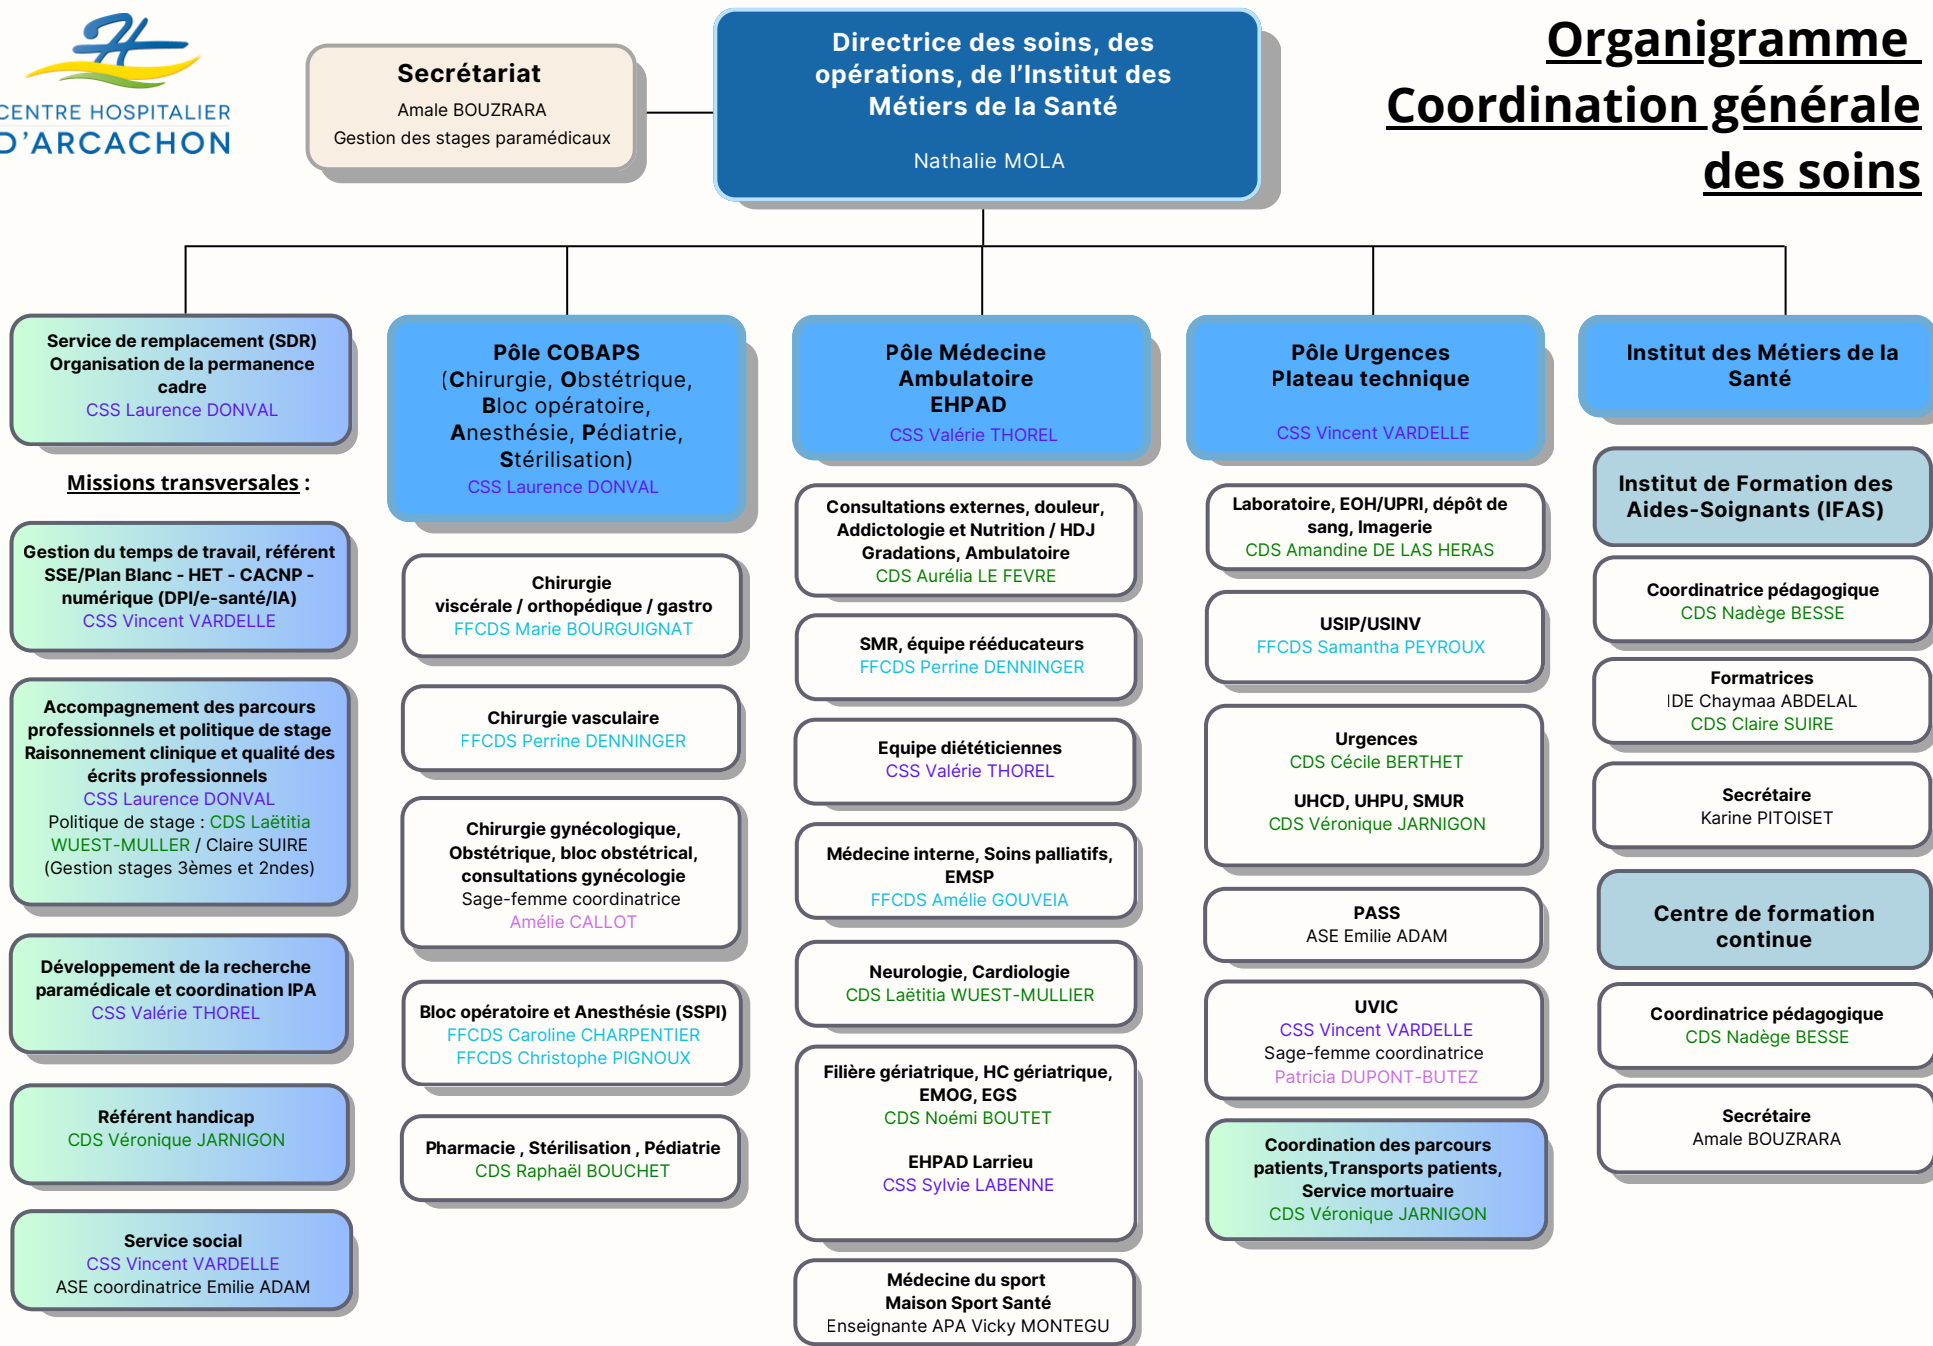 CENTRE HOSPITALIER
D'ARCACHON
Secrétariat
Amale BOUZRARA
Gestion des stages paramédicaux
Directrice des soins, des
opérations, de l'Institut des
Métiers de la Santé
Nathalie MOLA
Organigramme
Coordination générale
des soins
Service de remplacement (SDR)
Organisation de la permanence
cadre
CSS Laurence DONVAL
Missions transversales :
Gestion du temps de travail, référent
SSE/Plan Blanc - HET - CACNP -
numérique (DPI/e-santé/IA)
CSS Vincent VARDELLE
Accompagnement des parcours
professionnels et politique de stage
Raisonnement clinique et qualité des
écrits professionnels
CSS Laurence DONVAL
Politique de stage : CDS Laëtitia
WUEST-MULLER / Claire SUIRE
(Gestion stages 3èmes et 2ndes)
Développement de la recherche
paramédicale et coordination IPA
CSS Valérie THOREL
Référent handicap
CDS Véronique JARNIGON
Service social
CSS Vincent VARDELLE
ASE coordinatrice Emilie ADAM
Pôle COBAPS
(Chirurgie, Obstétrique,
Bloc opératoire,
Anesthésie, Pédiatrie,
Stérilisation)
CSS Laurence DONVAL
Chirurgie
viscérale / orthopédique / gastro
FFCDS Marie BOURGUIGNAT
Chirurgie vasculaire
FFCDS Perrine DENNINGER
Chirurgie gynécologique,
Obstétrique, bloc obstétrical,
consultations gynécologie
Sage-femme coordinatrice
Amélie CALLOT
Bloc opératoire et Anesthésie (SSPI)
FFCDS Caroline CHARPENTIER
FFCDS Christophe PIGNOUX
Pharmacie , Stérilisation , Pédiatrie
CDS Raphaël BOUCHET
Pôle Médecine
Ambulatoire
EHPAD
CSS Valérie THOREL
Consultations externes, douleur,
Addictologie et Nutrition / HDJ
Gradations, Ambulatoire
CDS Aurélia LE FEVRE
SMR, équipe rééducateurs
FFCDS Perrine DENNINGER
Equipe diététiciennes
CSS Valérie THOREL
Médecine interne, Soins palliatifs,
EMSP
FFCDS Amélie GOUVEIA
Neurologie, Cardiologie
CDS Laëtitia WUEST-MULLIER
Filière gériatrique, HC gériatrique,
EMOG, EGS
CDS Noémi BOUTET
EHPAD Larrieu
CSS Sylvie LABENNE
Médecine du sport
Maison Sport Santé
Enseignante APA Vicky MONTEGU
Pôle Urgences
Plateau technique
CSS Vincent VARDELLE
Laboratoire, EOH/UPRI, dépôt de
sang, Imagerie
CDS Amandine DE LAS HERAS
USIP/USINV
FFCDS Samantha PEYROUX
Urgences
CDS Cécile BERTHET
UHCD, UHPU, SMUR
CDS Véronique JARNIGON
PASS
ASE Emilie ADAM
UVIC
CSS Vincent VARDELLE
Sage-femme coordinatrice
Patricia DUPONT-BUTEZ
Coordination des parcours
patients,Transports patients,
Service mortuaire
CDS Véronique JARNIGON
Institut des Métiers de la
Santé
Institut de Formation des
Aides-Soignants (IFAS)
Coordinatrice pédagogique
CDS Nadège BESSE
Formatrices
IDE Chaymaa ABDELAL
CDS Claire SUIRE
Secrétaire
Karine PITOISET
Centre de formation
continue
Coordinatrice pédagogique
CDS Nadège BESSE
Secrétaire
Amale BOUZRARA